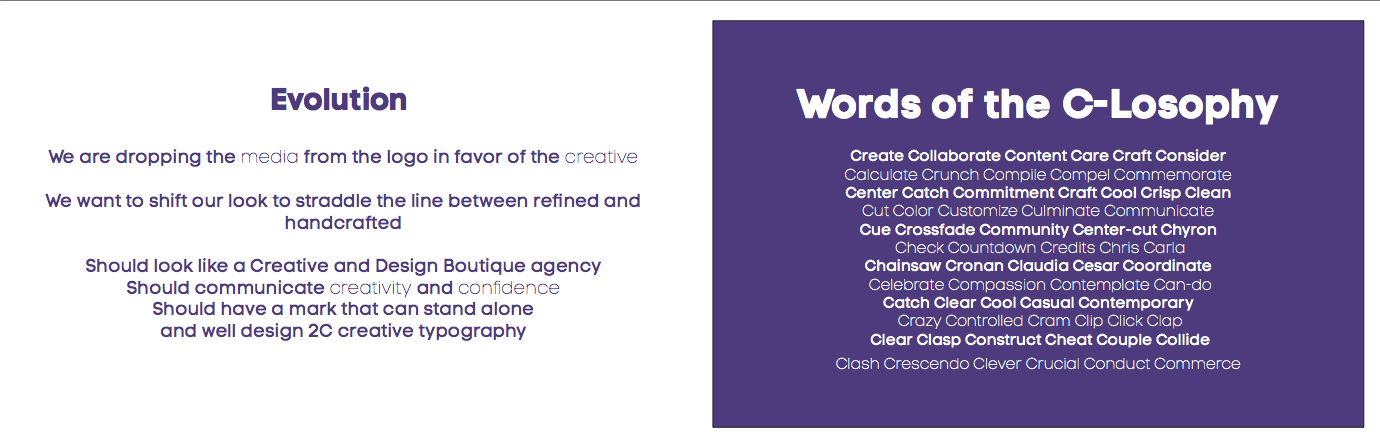 Evolution
We are dropping the media from the logo in favor of the creative
We want to shift our look to straddle the line between refined and
handcrafted
Should look like a Creative and Design Boutique agency
Should communicate creativity and confidence
Should have a mark that can stand alone
and well design 2C creative typography
Words of the C-Losophy
Create Collaborate Content Care Craft Consider
Calculate Crunch Compile Compel Commemorate
Center Catch Commitment Craft Cool Crisp Clean
Cut Color Customize Culminate Communicate
Cue Crossfade Community Center-cut Chyron
Check Countdown Credits Chris Carla
Chainsaw Cronan Claudia Cesar Coordinate
Celebrate Compassion Contemplate Can-do
Catch Clear Cool Casual Contemporary
Crazy Controlled Cram Clip Click Clap
Clear Clasp Construct Cheat Couple Collide
Clash Crescendo Clever Crucial Conduct Commerce